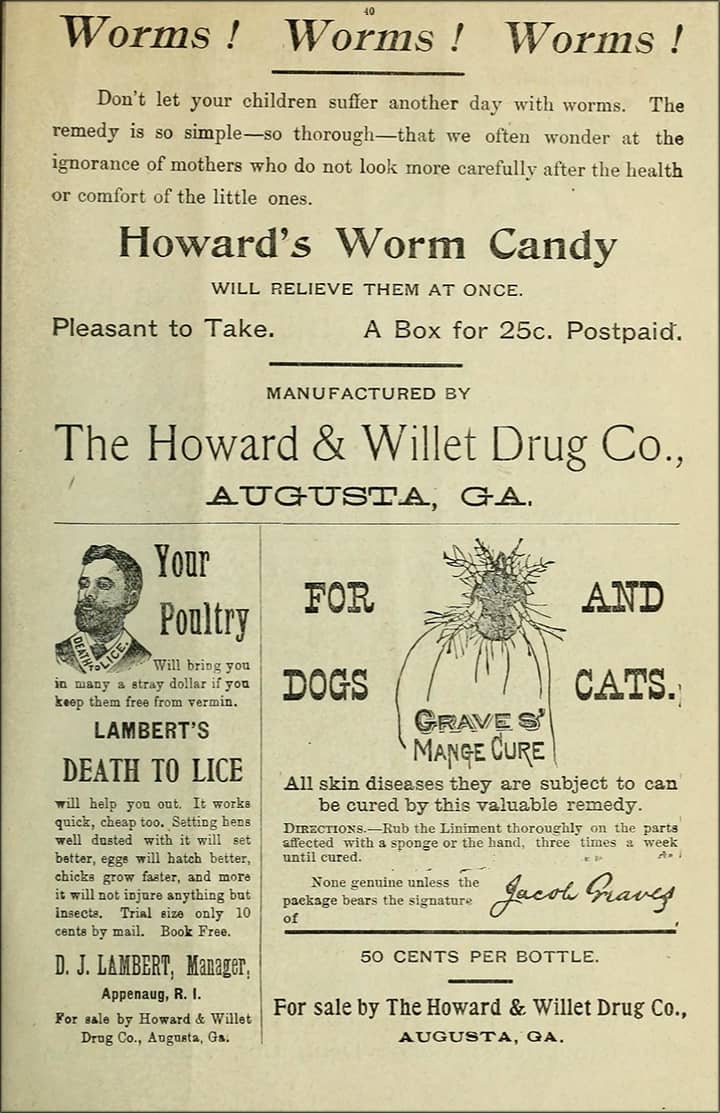 40
Worms! Worms! Worms!
Don't let your children suffer another day with worms. The
remedy is so simple—so thorough—that we often wonder at the
ignorance of mothers who do not look more carefully after the health
or comfort of the little ones.
Howard's Worm Candy
WILL RELIEVE THEM AT ONCE.
Pleasant to Take. A Box for 25c. Postpaid.
MANUFACTURED BY
The Howard & Willet Drug Co.,
AUGUSTA, GA.
Your
Poultry
DEATH TO LICE.
Will bring you
in many a stray dollar if you
keep them free from vermin.
LAMBERT'S
DEATH TO LICE
will help you out. It works
quick, cheap too. Setting hens
well dusted with it will set
better, eggs will hatch better,
chicks grow faster, and more
it will not injure anything but
insects. Trial size only 10
cents by mail. Book Free.
D. J. LAMBERT, Manager,
Appenaug, R. I.
For sale by Howard & Willet
Drug Co., Augusta, Ga.
FOR AND
DOGS CATS.
GRAVES'
MANGE CURE
All skin diseases they are subject to can
be cured by this valuable remedy.
DIRECTIONS.—Rub the Liniment thoroughly on the parts
affected with a sponge or the hand, three times a week
until cured.
None genuine unless the
package bears the signature
of
Jacob Graves
50 CENTS PER BOTTLE.
For sale by The Howard & Willet Drug Co.,
AUGUSTA, GA.